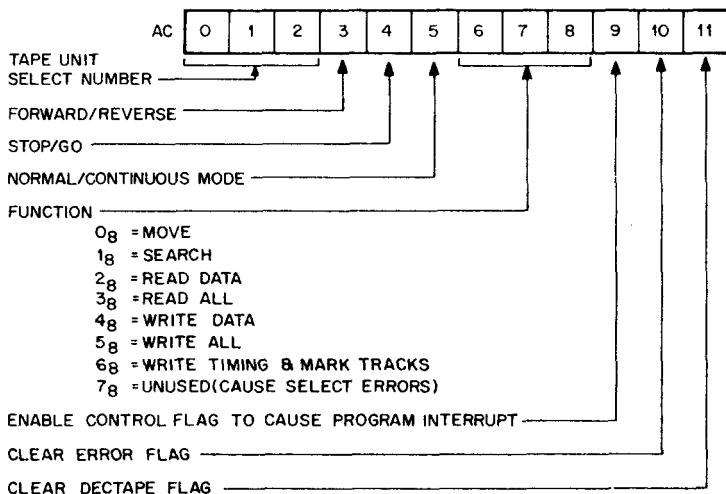 AC 0 1 2 3 4 5 6 7 8 9 10 11
TAPE UNIT
SELECT NUMBER
FORWARD/REVERSE
STOP/GO
NORMAL/CONTINUOUS MODE
FUNCTION
0₈ = MOVE
1₈ = SEARCH
2₈ = READ DATA
3₈ = READ ALL
4₈ = WRITE DATA
5₈ = WRITE ALL
6₈ = WRITE TIMING & MARK TRACKS
7₈ = UNUSED(CAUSE SELECT ERRORS)
ENABLE CONTROL FLAG TO CAUSE PROGRAM INTERRUPT
CLEAR ERROR FLAG
CLEAR DECTAPE FLAG